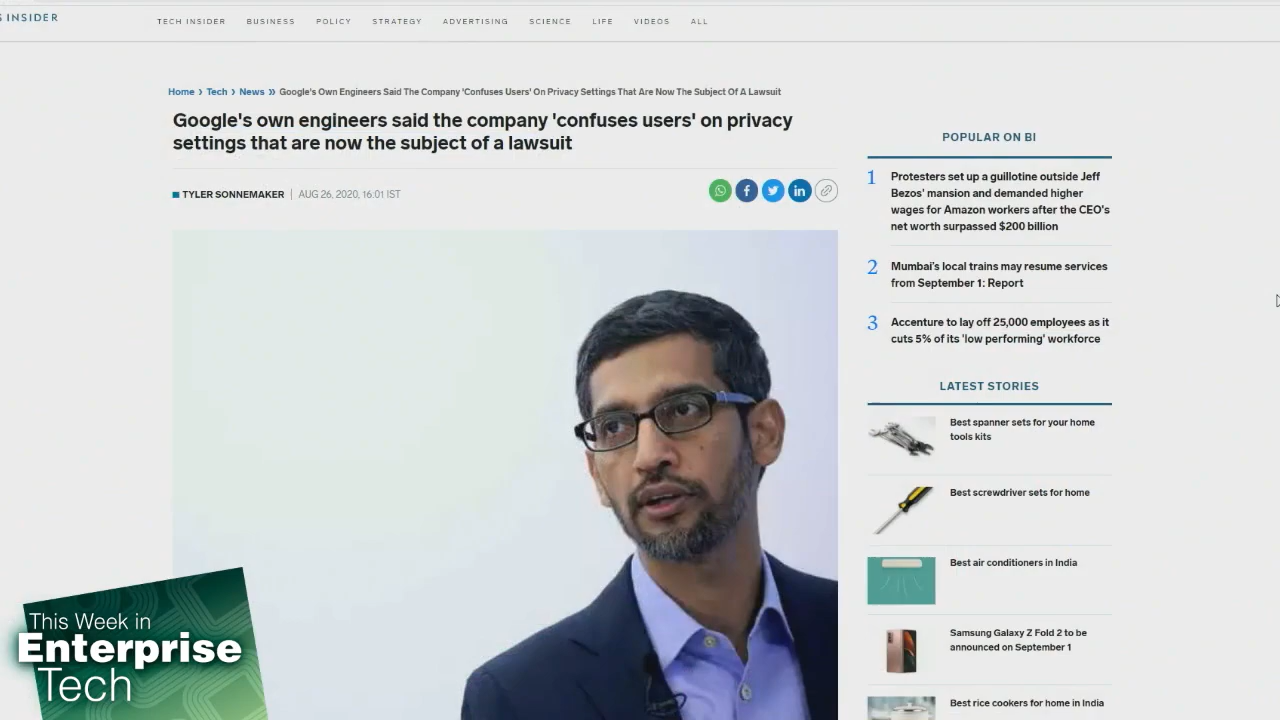 S INSIDER
TECH INSIDER BUSINESS POLICY STRATEGY ADVERTISING SCIENCE LIFE VIDEOS ALL
Home › Tech › News » Google's Own Engineers Said The Company 'Confuses Users' On Privacy Settings That Are Now The Subject Of A Lawsuit
Google's own engineers said the company 'confuses users' on privacy
settings that are now the subject of a lawsuit
TYLER SONNEMAKER | AUG 26, 2020, 16:01 IST
POPULAR ON BI
1 Protesters set up a guillotine outside Jeff
Bezos' mansion and demanded higher
wages for Amazon workers after the CEO's
net worth surpassed $200 billion
2 Mumbai's local trains may resume services
from September 1: Report
3 Accenture to lay off 25,000 employees as it
cuts 5% of its 'low performing' workforce
LATEST STORIES
Best spanner sets for your home
tools kits
Best screwdriver sets for home
Best air conditioners in India
Samsung Galaxy Z Fold 2 to be
announced on September 1
Best rice cookers for home in India
This Week in
Enterprise
Tech